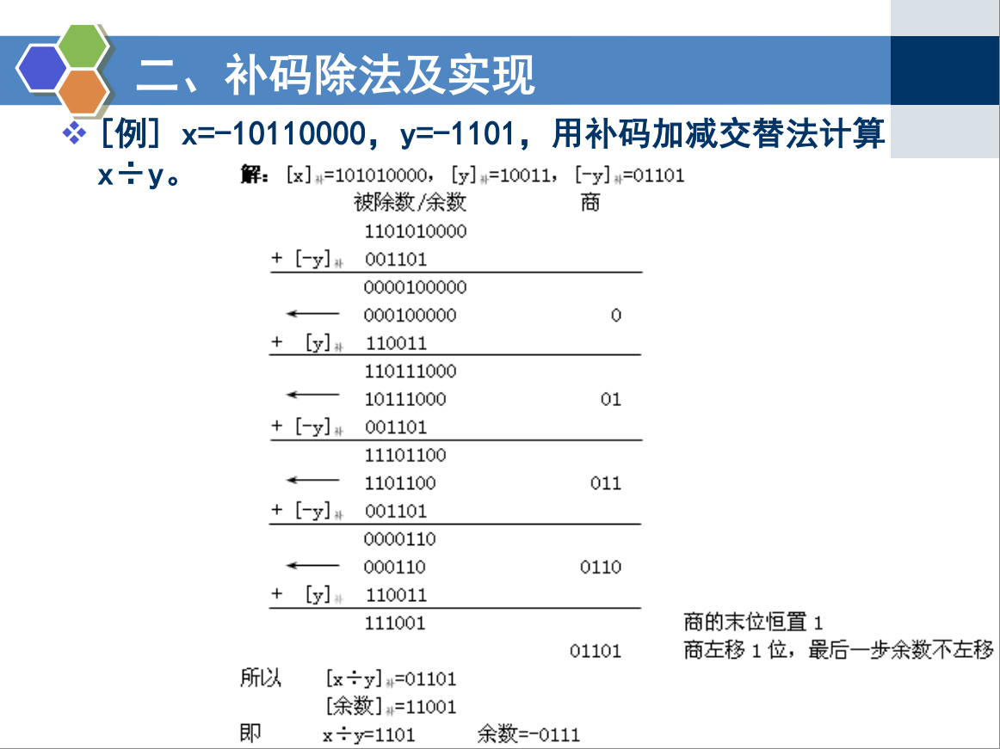 二、补码除法及实现
[例] x=-10110000，y=-1101，用补码加减交替法计算
x÷y。
解：[x]补=101010000，[y]补=10011，[-y]补=01101
被除数/余数 商
1101010000
+ [-y]补 001101
0000100000
000100000 0
+ [y]补 110011
110111000
10111000 01
+ [-y]补 001101
11101100
1101100 011
+ [-y]补 001101
0000110
000110 0110
+ [y]补 110011
111001 商的末位恒置 1
01101 商左移 1 位，最后一步余数不左移
所以 [x÷y]补=01101
[余数]补=11001
即 x÷y=1101 余数=-0111